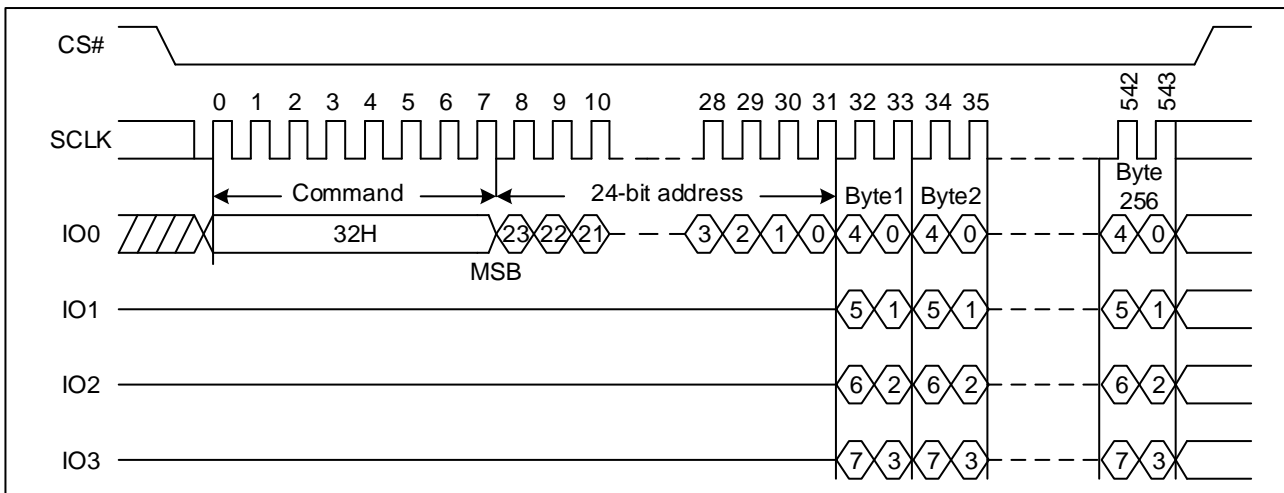 CS#
0 1 2 3 4 5 6 7 8 9 10 28 29 30 31 32 33 34 35 542 543
SCLK
Command 24-bit address Byte1 Byte2 Byte
256
IO0 32H 23 22 21 3 2 1 0 4 0 4 0 4 0
MSB
IO1 5 1 5 1 5 1
IO2 6 2 6 2 6 2
IO3 7 3 7 3 7 3